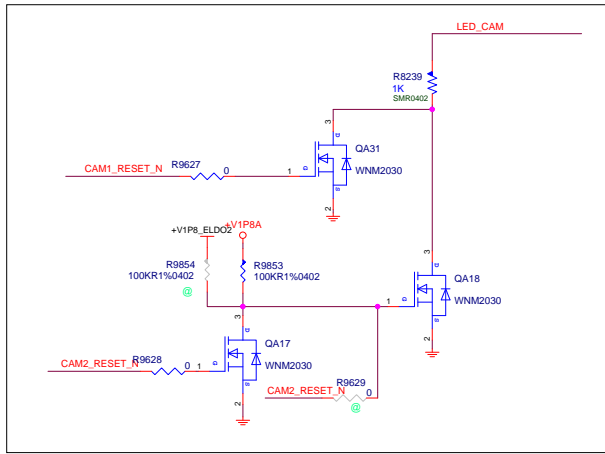 LED_CAM
R8239
1K
SMR0402
3
D
QA31
R9627
CAM1_RESET_N
0
1
G
WNM2030
S
2
+V1P8_ELDO2
+V1P8A
R9854
100KR1%0402
R9853
100KR1%0402
@
3
D
QA18
1
G
WNM2030
S
2
3
D
QA17
R9628
CAM2_RESET_N
0
1
G
WNM2030
S
2
R9629
CAM2_RESET_N
0
@